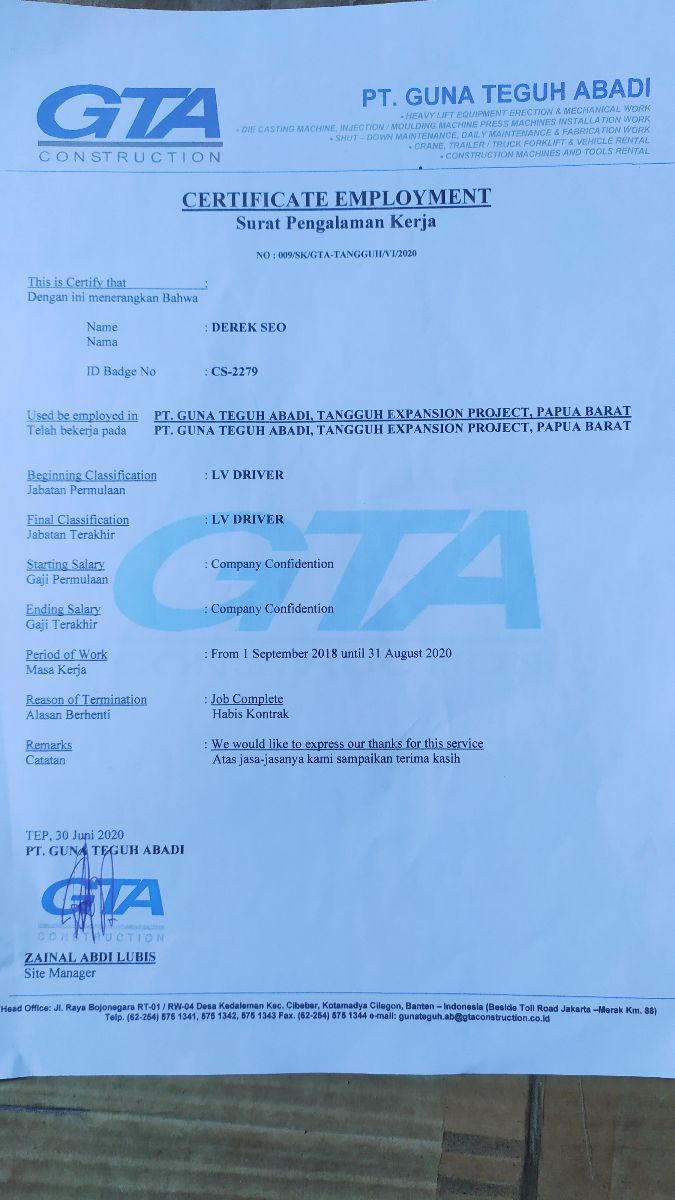 GTA
CONSTRUCTION
PT. GUNA TEGUH ABADI
• HEAVY LIFT EQUIPMENT ERECTION & MECHANICAL WORK
• DIE CASTING MACHINE, INJECTION / MOULDING MACHINE PRESS MACHINES INSTALLATION WORK
• SHUT – DOWN MAINTENANCE, DAILY MAINTENANCE & FABRICATION WORK
• CRANE, TRAILER / TRUCK FORKLIFT & VEHICLE RENTAL
• CONSTRUCTION MACHINES AND TOOLS RENTAL
CERTIFICATE EMPLOYMENT
Surat Pengalaman Kerja
NO : 009/SK/GTA-TANGGUH/VI/2020
This is Certify that :
Dengan ini menerangkan Bahwa
Name : DEREK SEO
Nama
ID Badge No : CS-2279
Used be employed in PT. GUNA TEGUH ABADI, TANGGUH EXPANSION PROJECT, PAPUA BARAT
Telah bekerja pada PT. GUNA TEGUH ABADI, TANGGUH EXPANSION PROJECT, PAPUA BARAT
Beginning Classification : LV DRIVER
Jabatan Permulaan
Final Classification : LV DRIVER
Jabatan Terakhir
GTA
Starting Salary : Company Confidention
Gaji Permulaan
Ending Salary : Company Confidention
Gaji Terakhir
Period of Work : From 1 September 2018 until 31 August 2020
Masa Kerja
Reason of Termination : Job Complete
Alasan Berhenti Habis Kontrak
Remarks : We would like to express our thanks for this service
Catatan Atas jasa-jasanya kami sampaikan terima kasih
TEP, 30 Juni 2020
PT. GUNA TEGUH ABADI
GTA
CONSTRUCTION
ZAINAL ABDI LUBIS
Site Manager
Head Office: Jl. Raya Bojonegara RT-01 / RW-04 Desa Kedaleman Kec. Cibeber, Kotamadya Cilegon, Banten – Indonesia (Beside Toll Road Jakarta –Merak Km. 88)
Telp. (62-254) 575 1341, 575 1342, 575 1343 Fax. (62-254) 575 1344 e-mail: gunateguh.ab@gtaconstruction.co.id